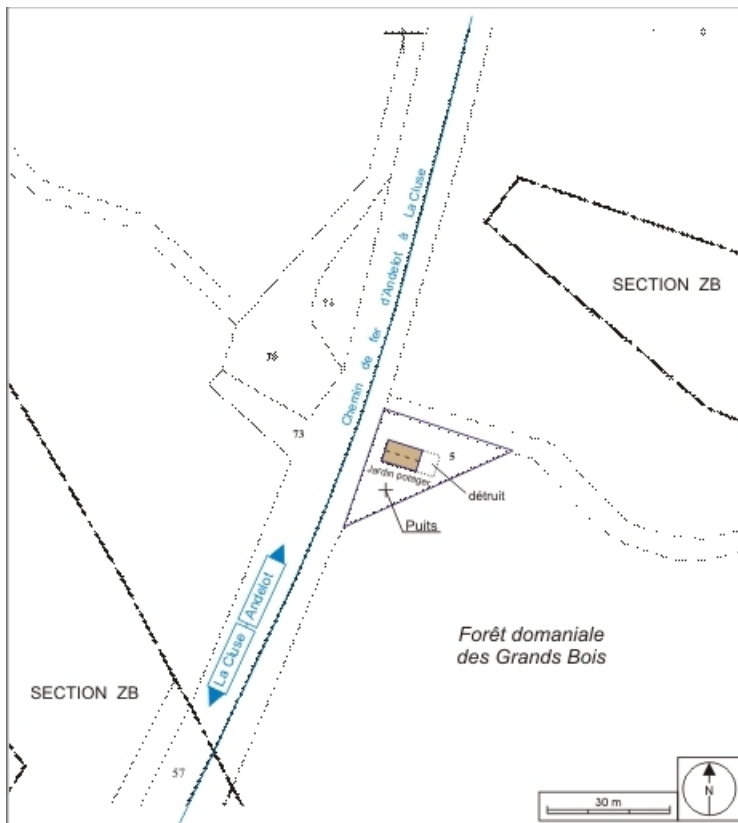 Chemin de fer d'Andelot à La Cluse
SECTION ZB
73
5
Jardin potager
détruit
Puits
Andelot
La Cluse
Forêt domaniale
des Grands Bois
SECTION ZB
57
30 m
N